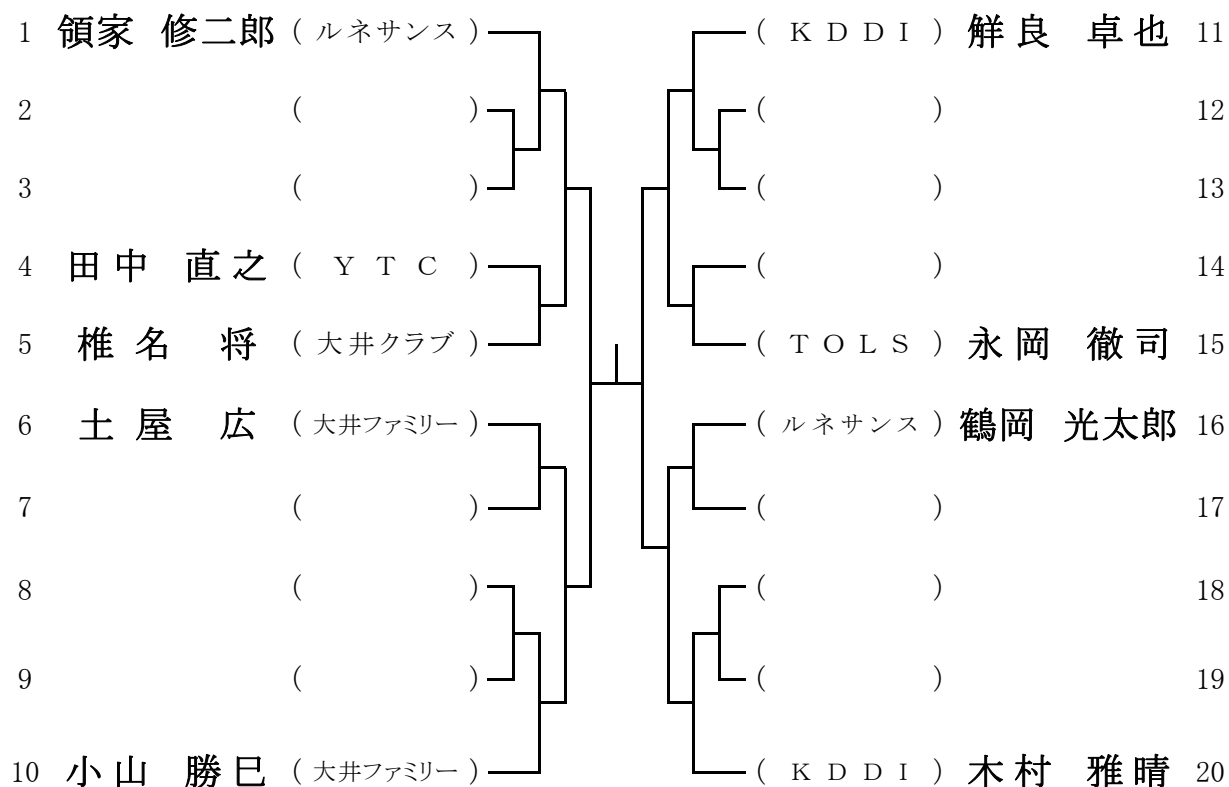 1 領家 修二郎 ( ルネサンス ) ( K D D I ) 鮮良 卓也 11
2 ( ) ( ) 12
3 ( ) ( ) 13
4 田中 直之 ( Y T C ) ( ) 14
5 椎名 将 ( 大井クラブ ) ( T O L S ) 永岡 徹司 15
6 土屋 広 ( 大井ファミリー ) ( ルネサンス ) 鶴岡 光太郎 16
7 ( ) ( ) 17
8 ( ) ( ) 18
9 ( ) ( ) 19
10 小山 勝巳 ( 大井ファミリー ) ( K D D I ) 木村 雅晴 20